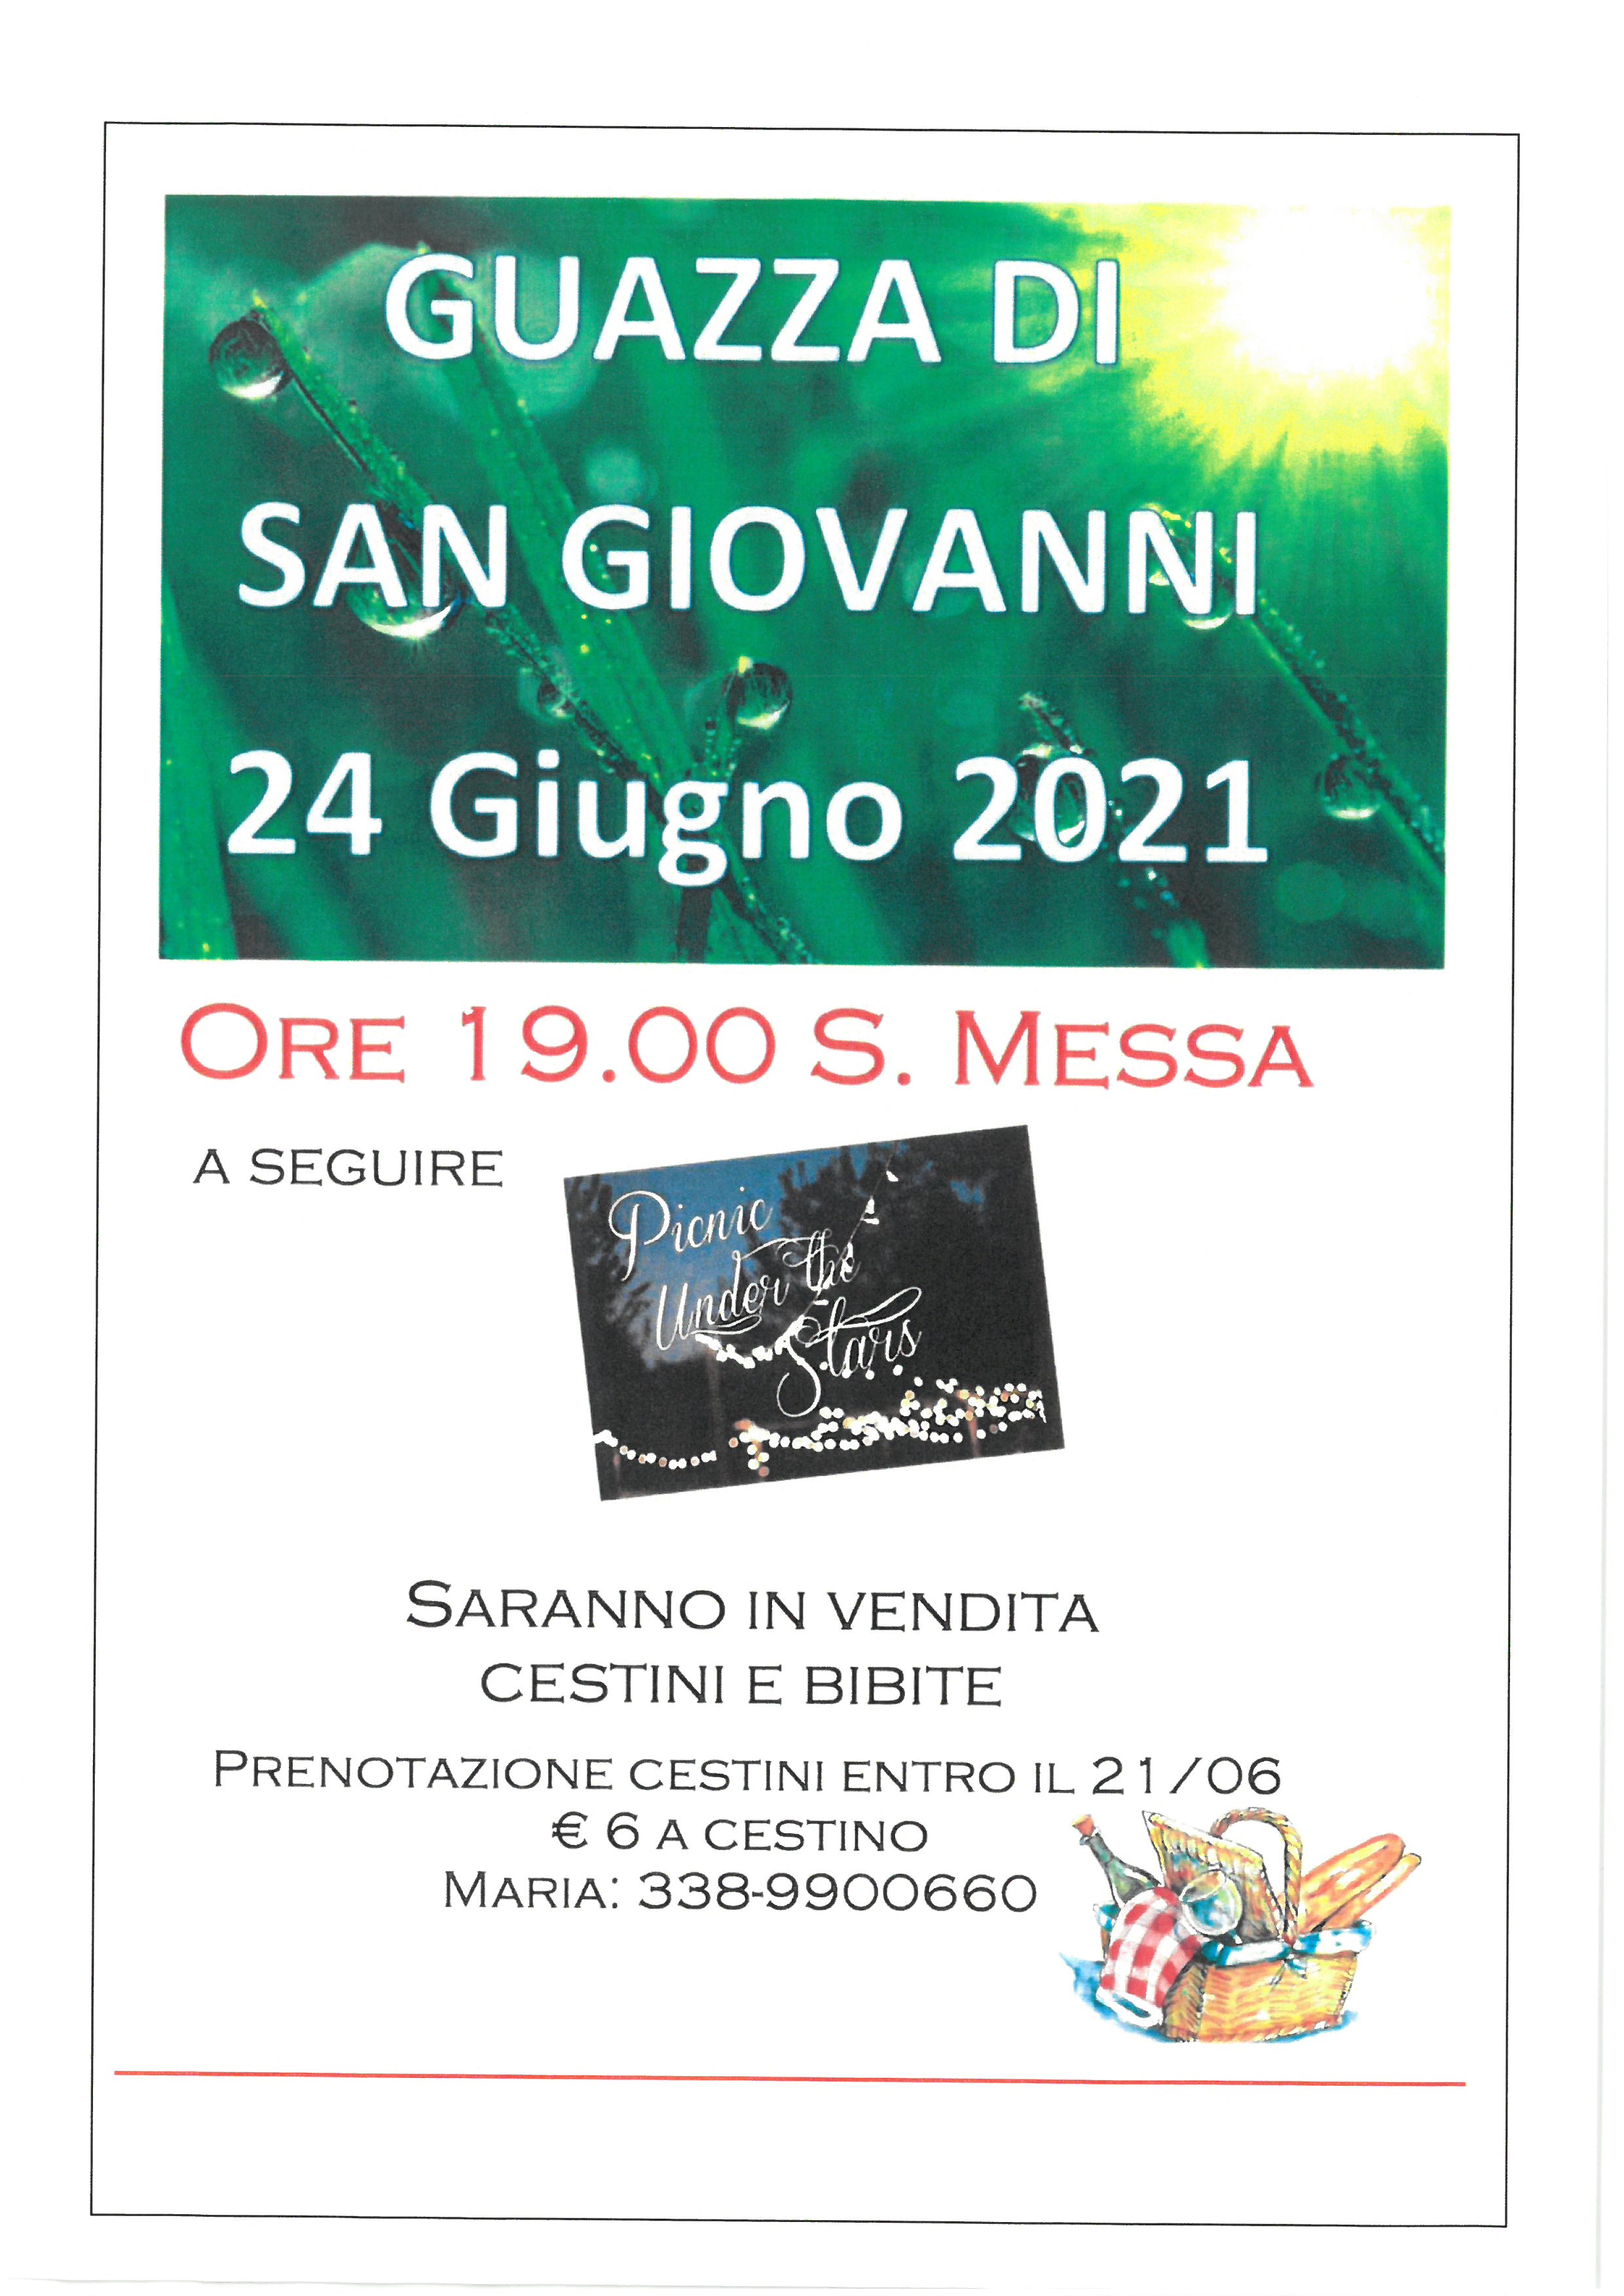 GUAZZA DI
SAN GIOVANNI
24 Giugno 2021
ORE 19.00 S. MESSA
A SEGUIRE
Picnic
Under the
Stars
SARANNO IN VENDITA
CESTINI E BIBITE
PRENOTAZIONE CESTINI ENTRO IL 21/06
€ 6 A CESTINO
MARIA: 338-9900660